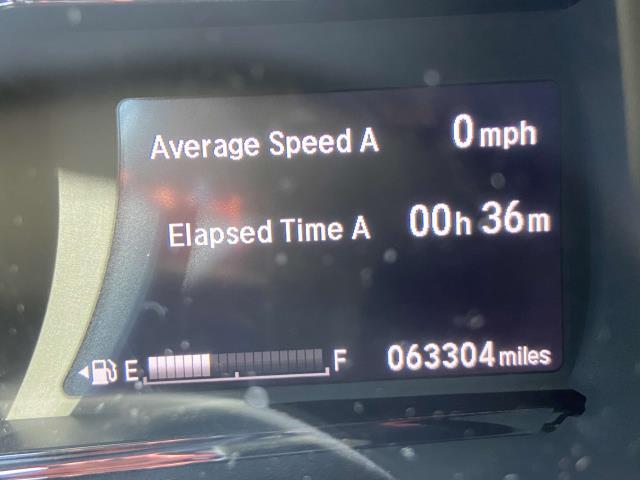 Average Speed A 0 mph
Elapsed Time A 00h 36m
E F 063304 miles